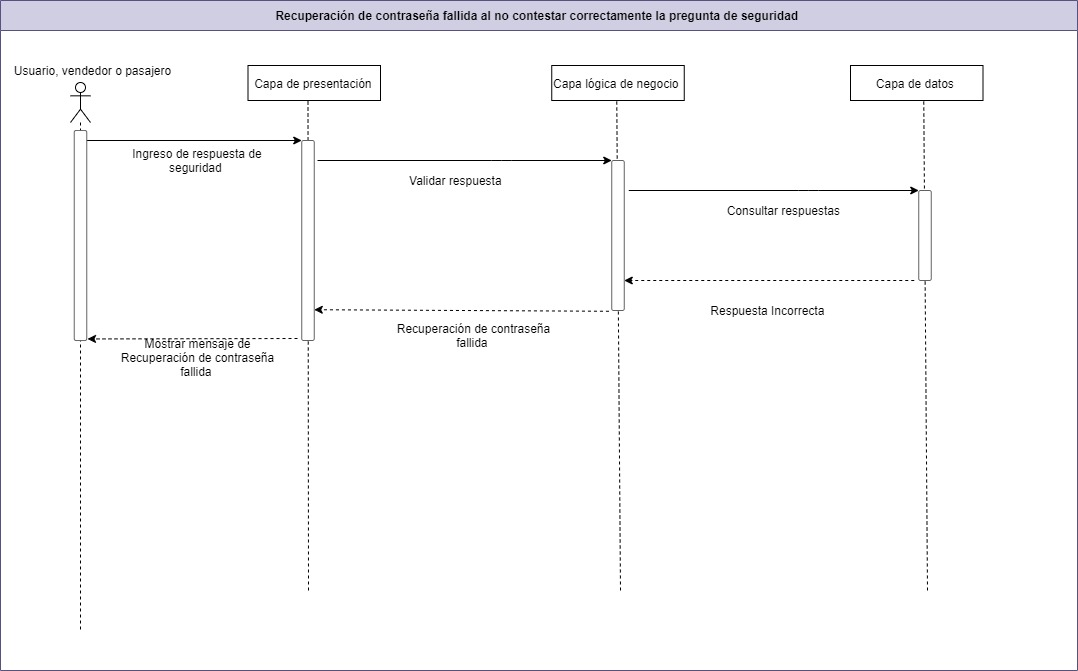 Recuperación de contraseña fallida al no contestar correctamente la pregunta de seguridad
Usuario, vendedor o pasajero
Capa de presentación
Capa lógica de negocio
Capa de datos
Ingreso de respuesta de
seguridad
Validar respuesta
Consultar respuestas
Respuesta Incorrecta
Recuperación de contraseña
fallida
Mostrar mensaje de
Recuperación de contraseña
fallida